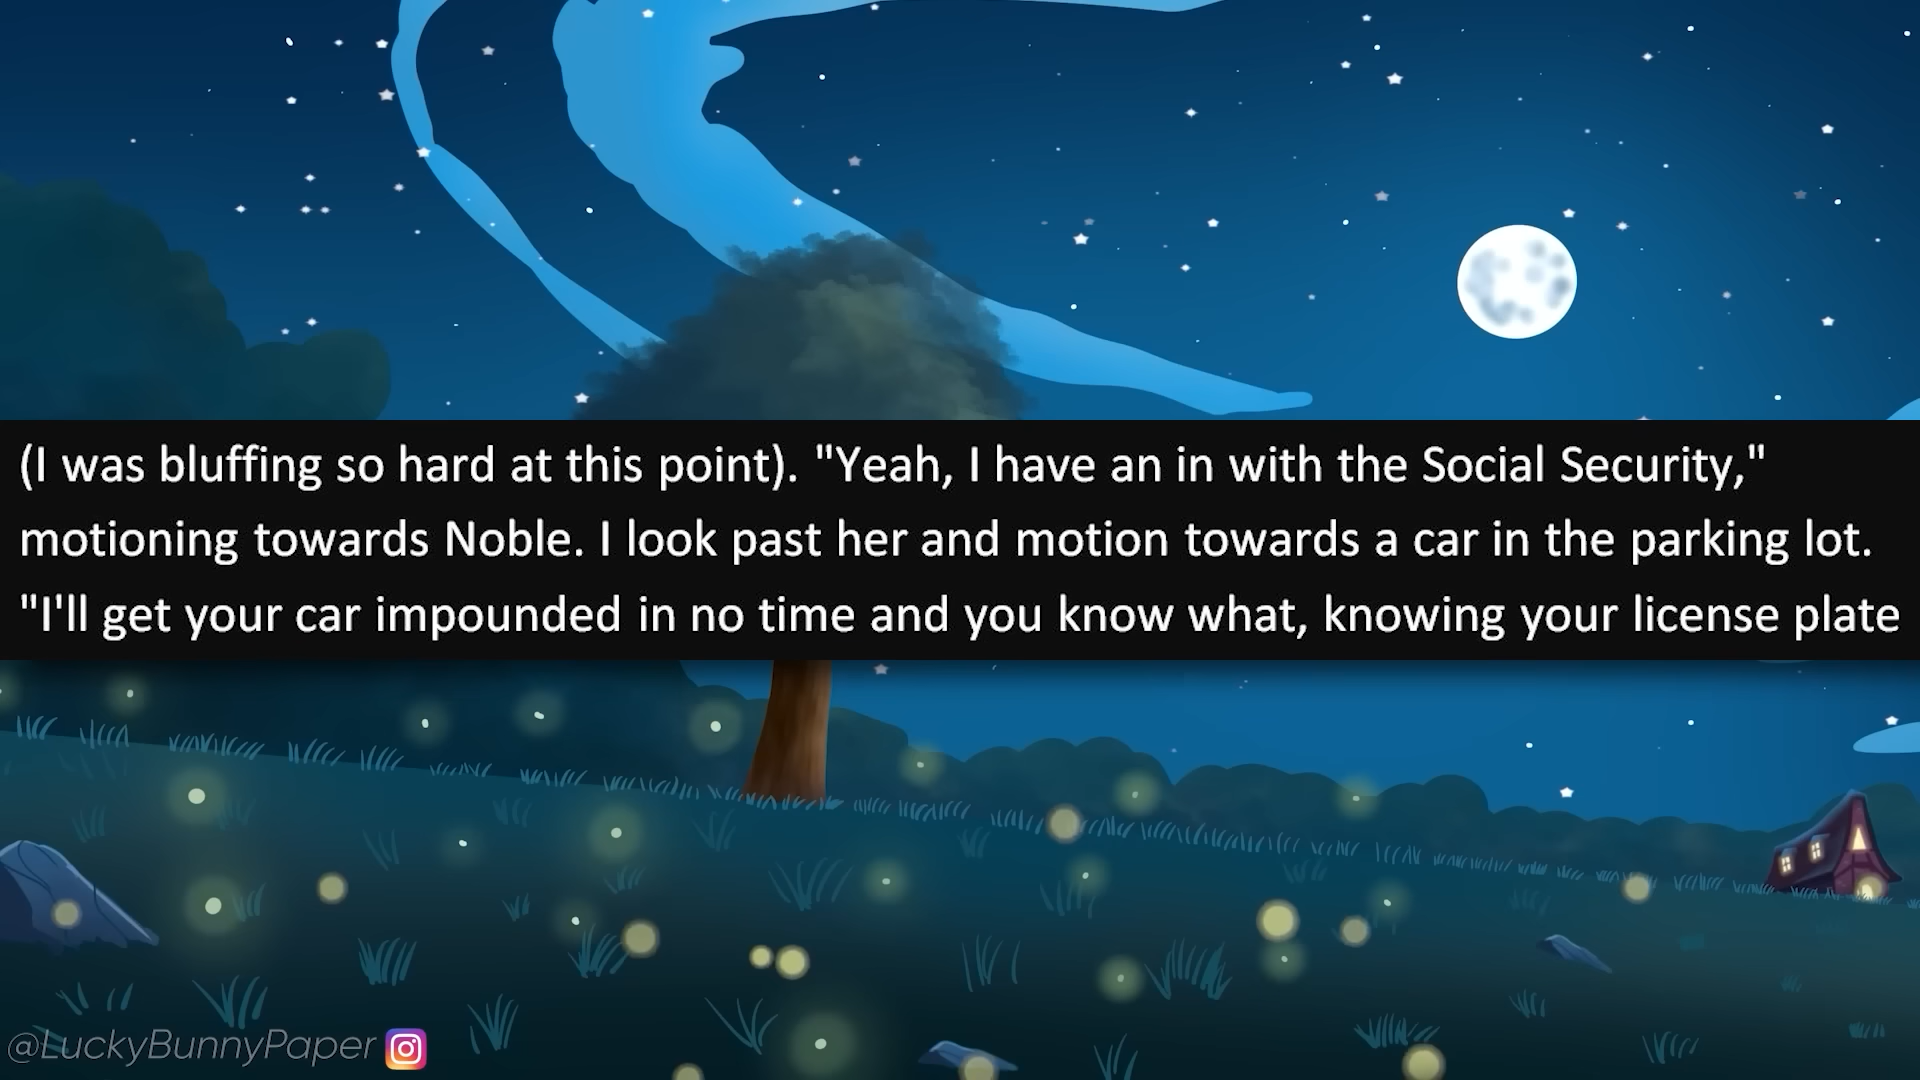 (I was bluffing so hard at this point). "Yeah, I have an in with the Social Security,"
motioning towards Noble. I look past her and motion towards a car in the parking lot.
"I'll get your car impounded in no time and you know what, knowing your license plate
@LuckyBunnyPaper